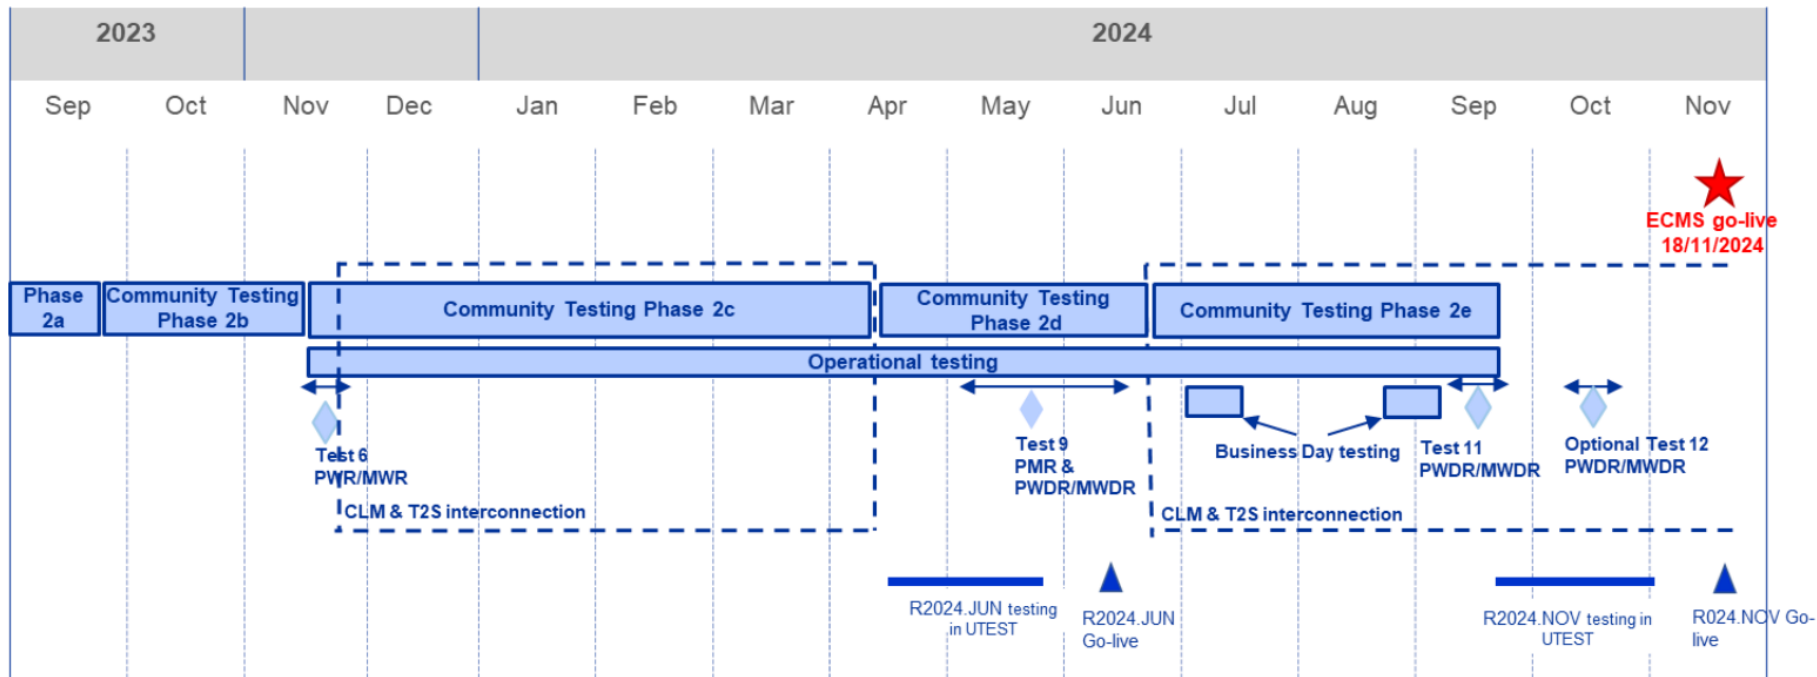 2023
2024
Sep
Oct
Nov
Dec
Jan
Feb
Mar
Apr
May
Jun
Jul
Aug
Sep
Oct
Nov
ECMS go-live
18/11/2024
Phase
2a
Community Testing
Phase 2b
Community Testing Phase 2c
Community Testing
Phase 2d
Community Testing Phase 2e
Operational testing
Test 6
PWR/MWR
Test 9
PMR &
PWDR/MWDR
Business Day testing
Test 11
PWDR/MWDR
Optional Test 12
PWDR/MWDR
CLM & T2S interconnection
CLM & T2S interconnection
R2024.JUN testing
in UTEST
R2024.JUN
Go-live
R2024.NOV testing in
UTEST
R024.NOV Go-
live